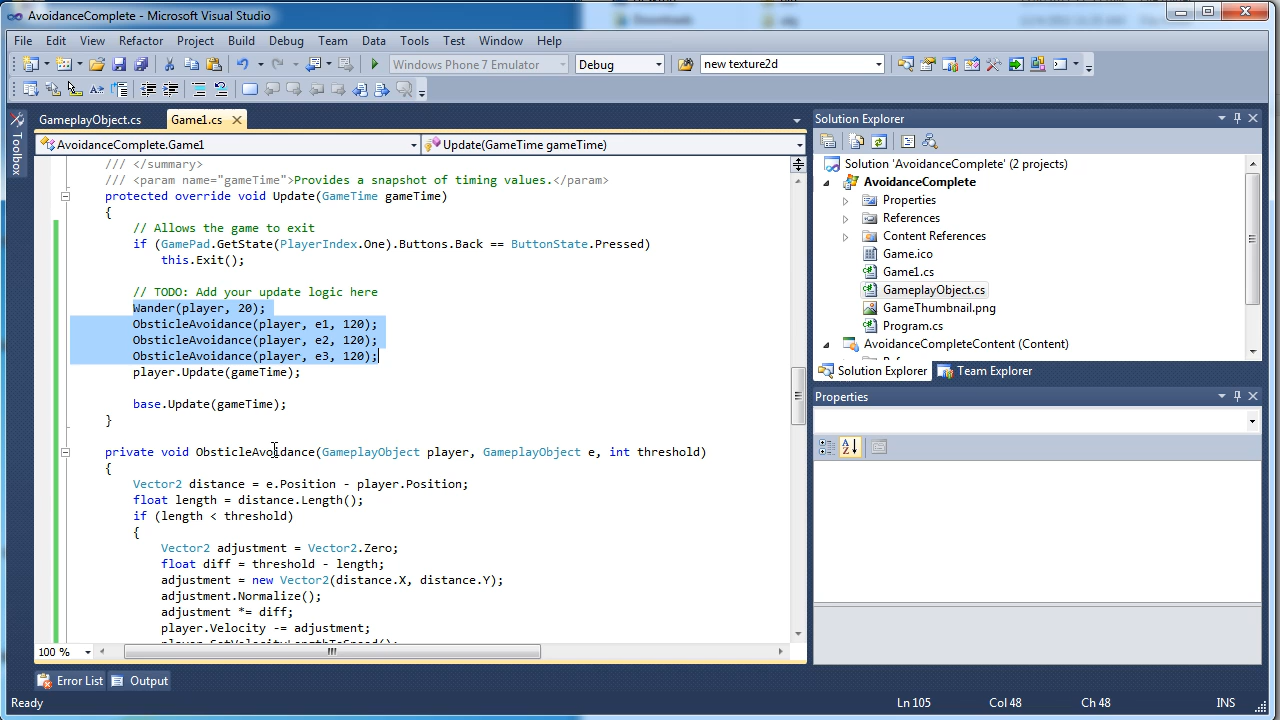 AvoidanceComplete - Microsoft Visual Studio
File Edit View Refactor Project Build Debug Team Data Tools Test Window Help
Windows Phone 7 Emulator Debug new texture2d
GameplayObject.cs Game1.cs
Toolbox
AvoidanceComplete.Game1 Update(GameTime gameTime)
/// </summary>
/// <param name="gameTime">Provides a snapshot of timing values.</param>
protected override void Update(GameTime gameTime)
{
// Allows the game to exit
if (GamePad.GetState(PlayerIndex.One).Buttons.Back == ButtonState.Pressed)
this.Exit();
// TODO: Add your update logic here
Wander(player, 20);
ObsticleAvoidance(player, e1, 120);
ObsticleAvoidance(player, e2, 120);
ObsticleAvoidance(player, e3, 120);
player.Update(gameTime);
base.Update(gameTime);
}
private void ObsticleAvoidance(GameplayObject player, GameplayObject e, int threshold)
{
Vector2 distance = e.Position - player.Position;
float length = distance.Length();
if (length < threshold)
{
Vector2 adjustment = Vector2.Zero;
float diff = threshold - length;
adjustment = new Vector2(distance.X, distance.Y);
adjustment.Normalize();
adjustment *= diff;
player.Velocity -= adjustment;
100 %
Solution Explorer
Solution 'AvoidanceComplete' (2 projects)
AvoidanceComplete
Properties
References
Content References
Game.ico
Game1.cs
GameplayObject.cs
GameThumbnail.png
Program.cs
AvoidanceCompleteContent (Content)
Solution Explorer Team Explorer
Properties
Error List Output
Ready Ln 105 Col 48 Ch 48 INS